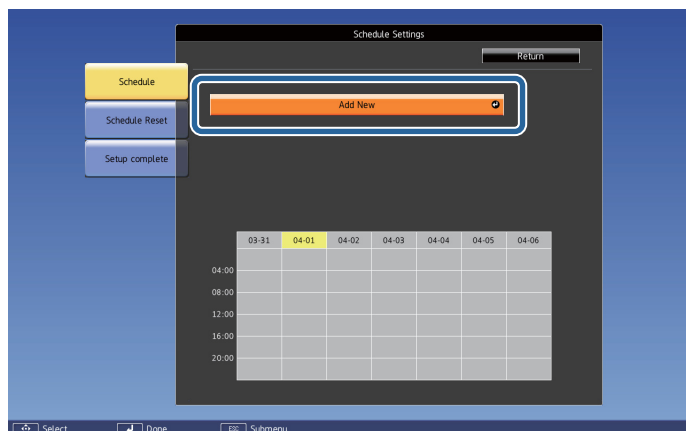 Schedule Settings
Return
Schedule
Add New
Schedule Reset
Setup complete
03-31 04-01 04-02 04-03 04-04 04-05 04-06
04:00
08:00
12:00
16:00
20:00
Select Done ESC Submenu